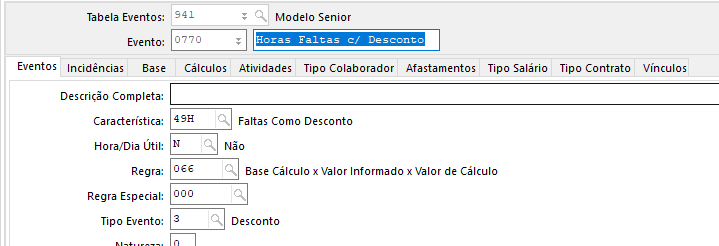 Tabela Eventos: 941 Modelo Senior
Evento: 0770 Horas Faltas c/ Desconto
Eventos Incidências Base Cálculos Atividades Tipo Colaborador Afastamentos Tipo Salário Tipo Contrato Vínculos
Descrição Completa:
Característica: 49H Faltas Como Desconto
Hora/Dia Útil: N Não
Regra: 066 Base Cálculo x Valor Informado x Valor de Cálculo
Regra Especial: 000
Tipo Evento: 3 Desconto
Natureza: 0